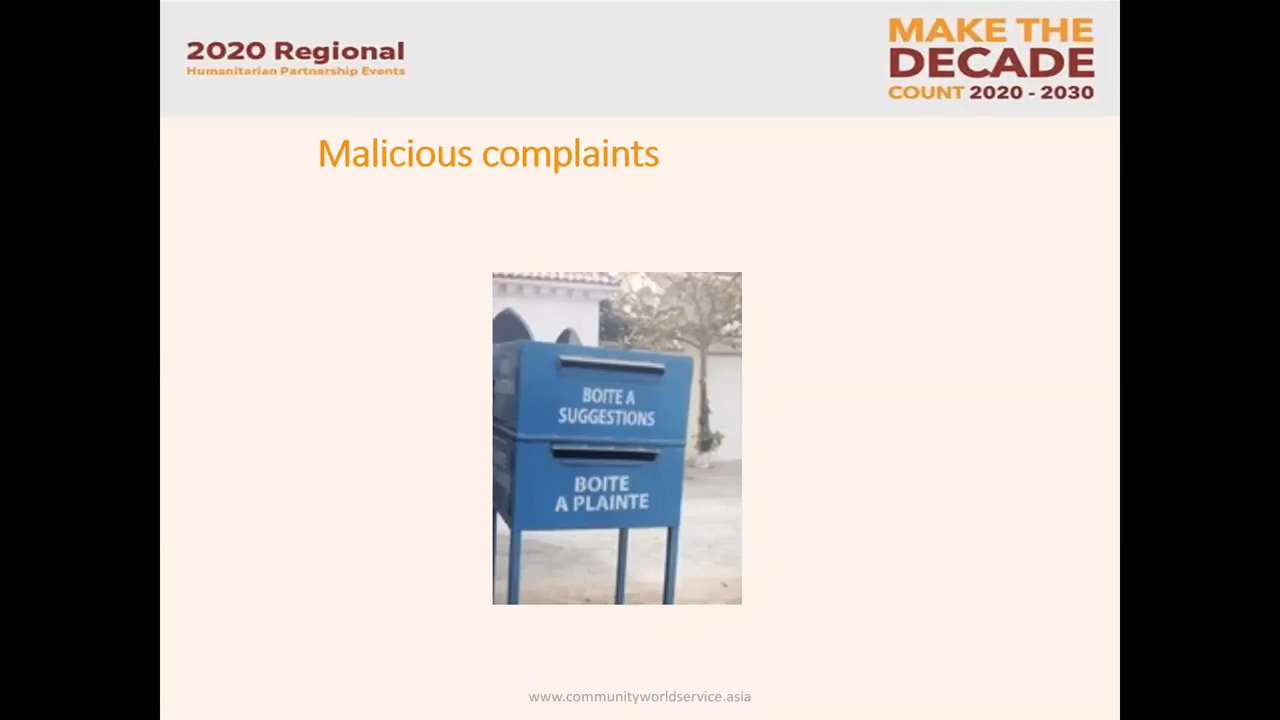 2020 Regional
Humanitarian Partnership Events
MAKE THE
DECADE
COUNT 2020 - 2030
Malicious complaints
BOITE A
SUGGESTIONS
BOITE
A PLAINTE
www.communityworldservice.asia